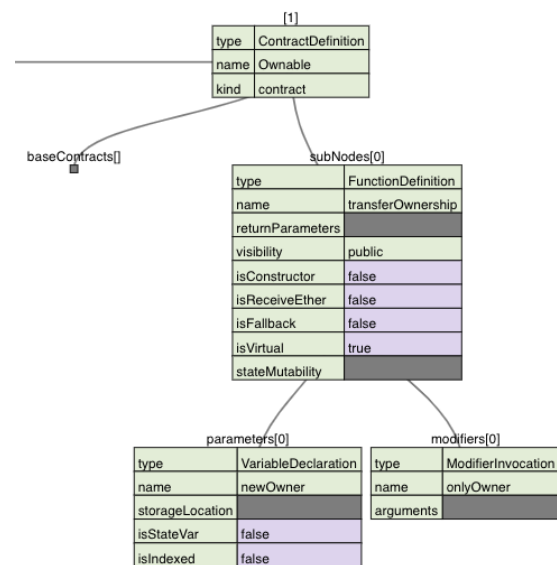 [1]
type ContractDefinition
name Ownable
kind contract
baseContracts[]
subNodes[0]
type FunctionDefinition
name transferOwnership
returnParameters
visibility public
isConstructor false
isReceiveEther false
isFallback false
isVirtual true
stateMutability
parameters[0]
type VariableDeclaration
name newOwner
storageLocation
isStateVar false
isIndexed false
modifiers[0]
type ModifierInvocation
name onlyOwner
arguments